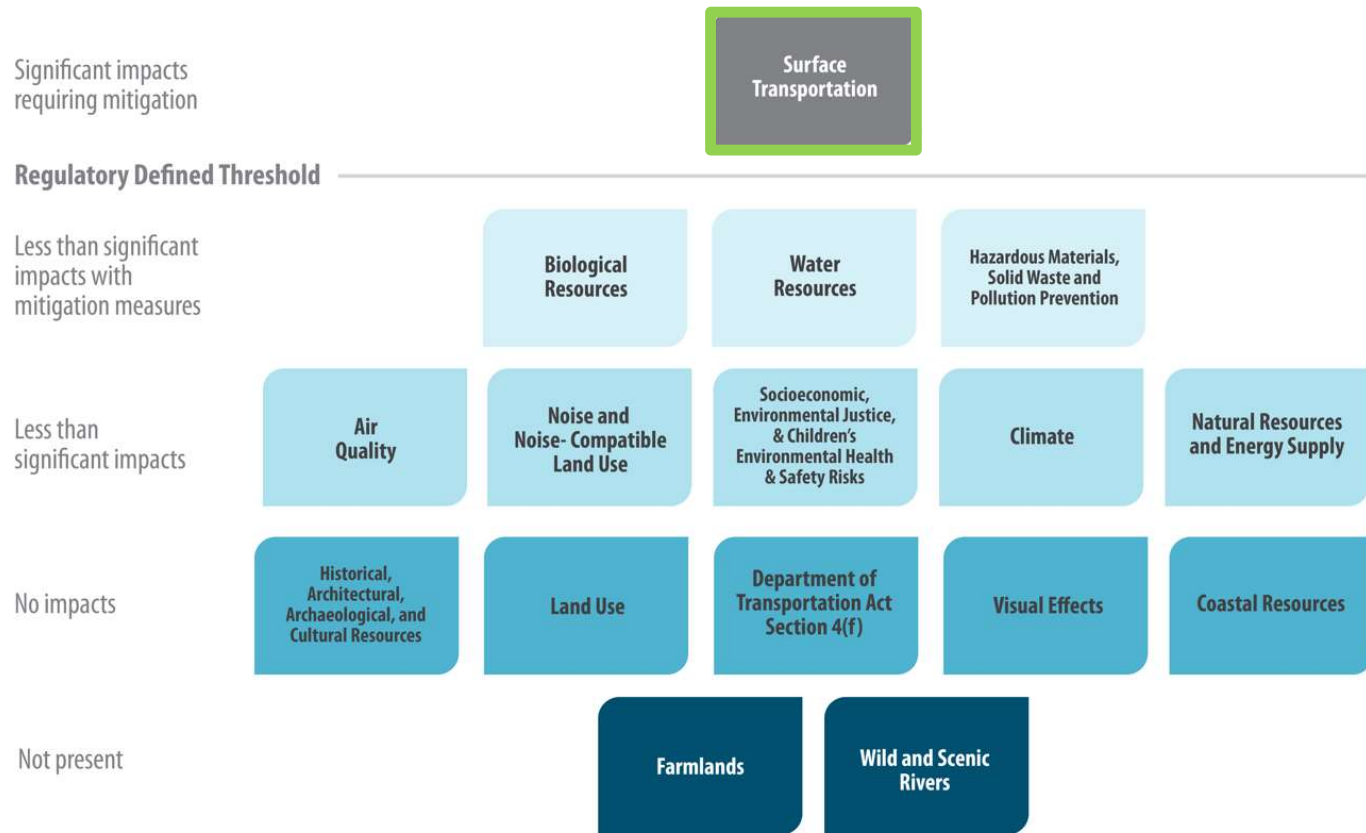 Significant impacts
requiring mitigation
Surface
Transportation
Regulatory Defined Threshold
Less than significant
impacts with
mitigation measures
Biological
Resources
Water
Resources
Hazardous Materials,
Solid Waste and
Pollution Prevention
Less than
significant impacts
Air
Quality
Noise and
Noise- Compatible
Land Use
Socioeconomic,
Environmental Justice,
& Children's
Environmental Health
& Safety Risks
Climate
Natural Resources
and Energy Supply
No impacts
Historical,
Architectural,
Archaeological, and
Cultural Resources
Land Use
Department of
Transportation Act
Section 4(f)
Visual Effects
Coastal Resources
Not present
Farmlands
Wild and Scenic
Rivers